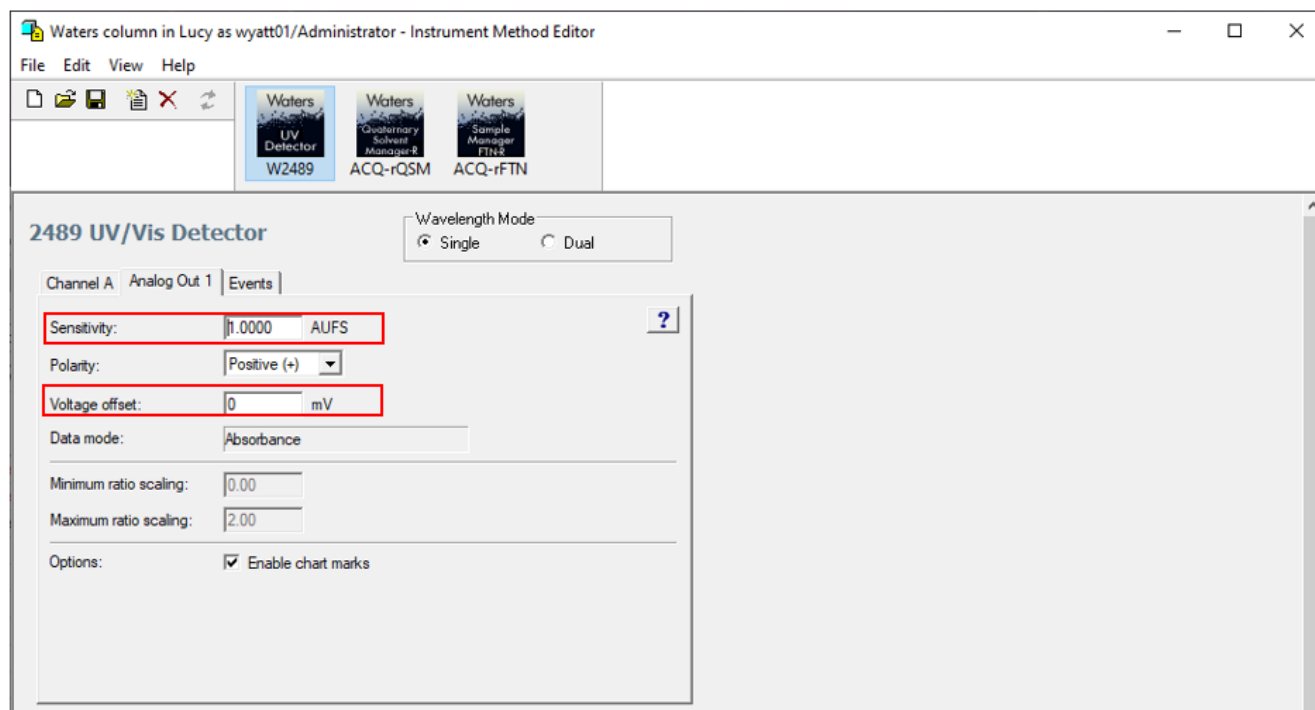 Waters column in Lucy as wyatt01/Administrator - Instrument Method Editor
File Edit View Help
Waters
UV
Detector
W2489
Waters
Quaternary
Solvent
Manager-R
ACQ-rQSM
Waters
Sample
Manager
FTN-R
ACQ-rFTN
2489 UV/Vis Detector
Wavelength Mode
Single Dual
Channel A Analog Out 1 Events
Sensitivity: 1.0000 AUFS ?
Polarity: Positive (+)
Voltage offset: 0 mV
Data mode: Absorbance
Minimum ratio scaling: 0.00
Maximum ratio scaling: 2.00
Options: Enable chart marks